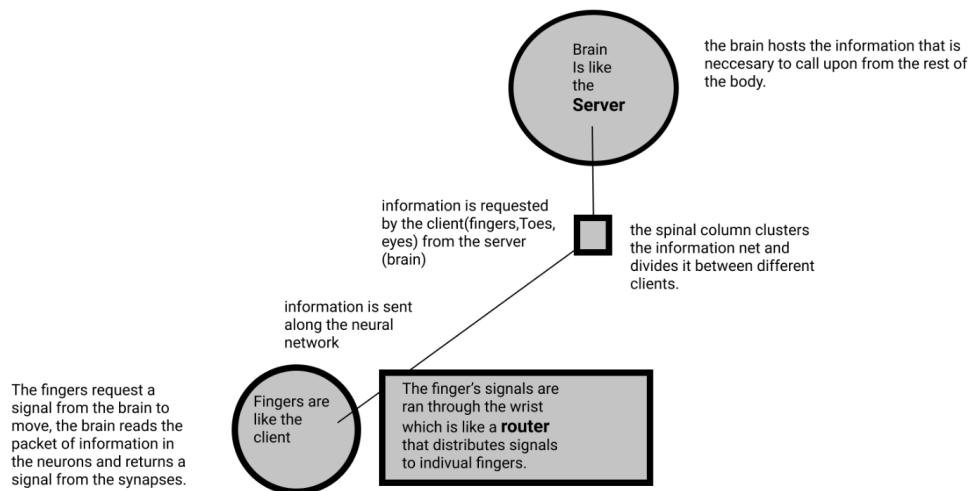 Brain
Is like
the
Server
the brain hosts the information that is
neccesary to call upon from the rest of
the body.
information is requested
by the client(fingers,Toes,
eyes) from the server
(brain)
the spinal column clusters
the information net and
divides it between different
clients.
information is sent
along the neural
network
The fingers request a
signal from the brain to
move, the brain reads the
packet of information in
the neurons and returns a
signal from the synapses.
Fingers are
like the
client
The finger's signals are
ran through the wrist
which is like a router
that distributes signals
to indivual fingers.